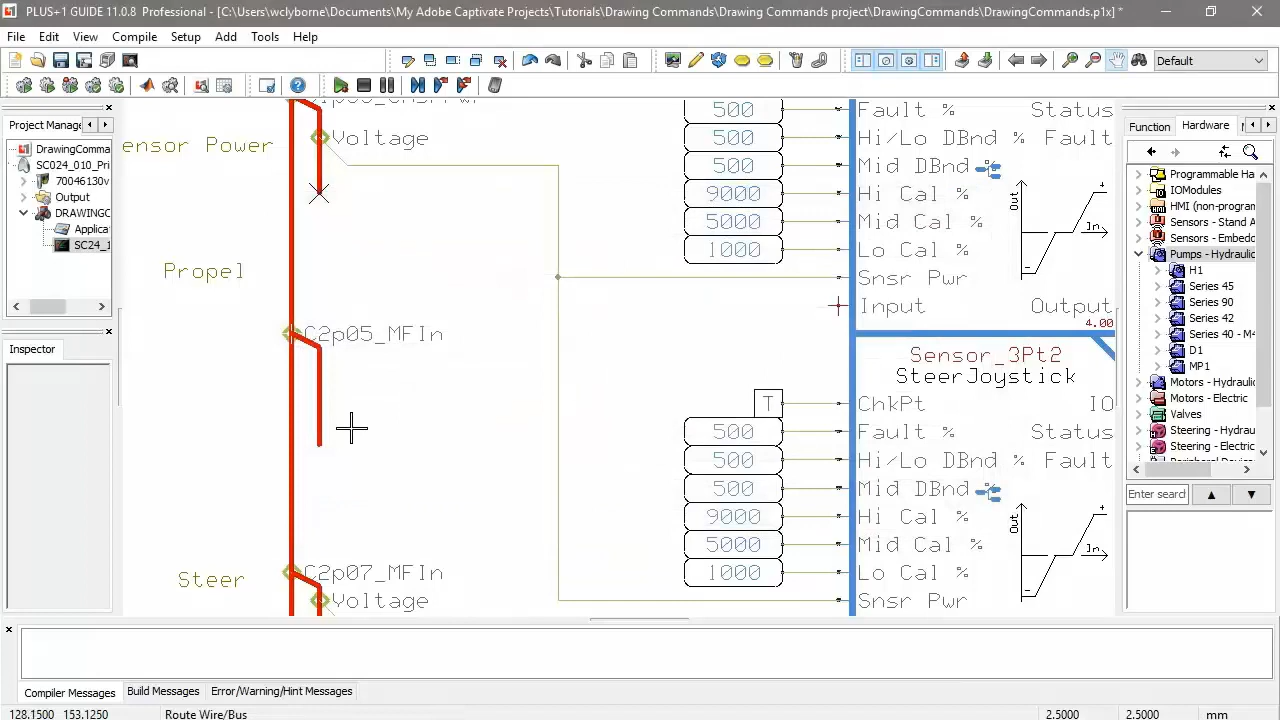 PLUS+1 GUIDE 11.0.8 Professional - [C:\Users\wclyborne\Documents\My Adobe Captivate Projects\Tutorials\Drawing Commands\Drawing Commands project\DrawingCommands\DrawingCommands.p1x] *
File Edit View Compile Setup Add Tools Help
Default
Project Manag
DrawingComma
SC024_010_Pri
70046130v
Output
DRAWINGC
Applica
SC24_1
Inspector
ensor Power
Voltage
Propel
C2p05_MFIn
Steer
C2p07_MFIn
Voltage
500 Fault % Status
500 Hi/Lo DBnd % Fault
500 Mid DBnd
9000 Hi Cal %
5000 Mid Cal %
1000 Lo Cal %
Snsr Pwr
Input Output
4.00
Out
In
Sensor_3Pt2
SteerJoystick
T ChkPt IO
500 Fault % Status
500 Hi/Lo DBnd % Fault
500 Mid DBnd
9000 Hi Cal %
5000 Mid Cal %
1000 Lo Cal %
Snsr Pwr
Out
In
Function Hardware
Programmable Ha
IOModules
HMI (non-program
Sensors - Stand A
Sensors - Embedd
Pumps - Hydraulic
H1
Series 45
Series 90
Series 42
Series 40 - M4
D1
MP1
Motors - Hydraulic
Motors - Electric
Valves
Steering - Hydrau
Steering - Electric
Enter search
Compiler Messages Build Messages Error/Warning/Hint Messages
128.1500 153.1250 Route Wire/Bus 2.5000 2.5000 mm